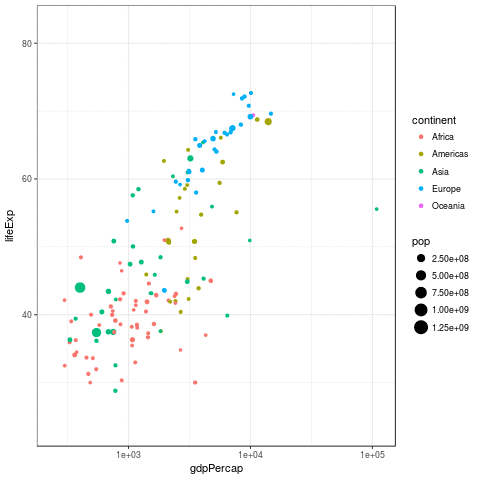 80
60
40
lifeExp
1e+03
1e+04
1e+05
gdpPercap
continent
Africa
Americas
Asia
Europe
Oceania
pop
2.50e+08
5.00e+08
7.50e+08
1.00e+09
1.25e+09